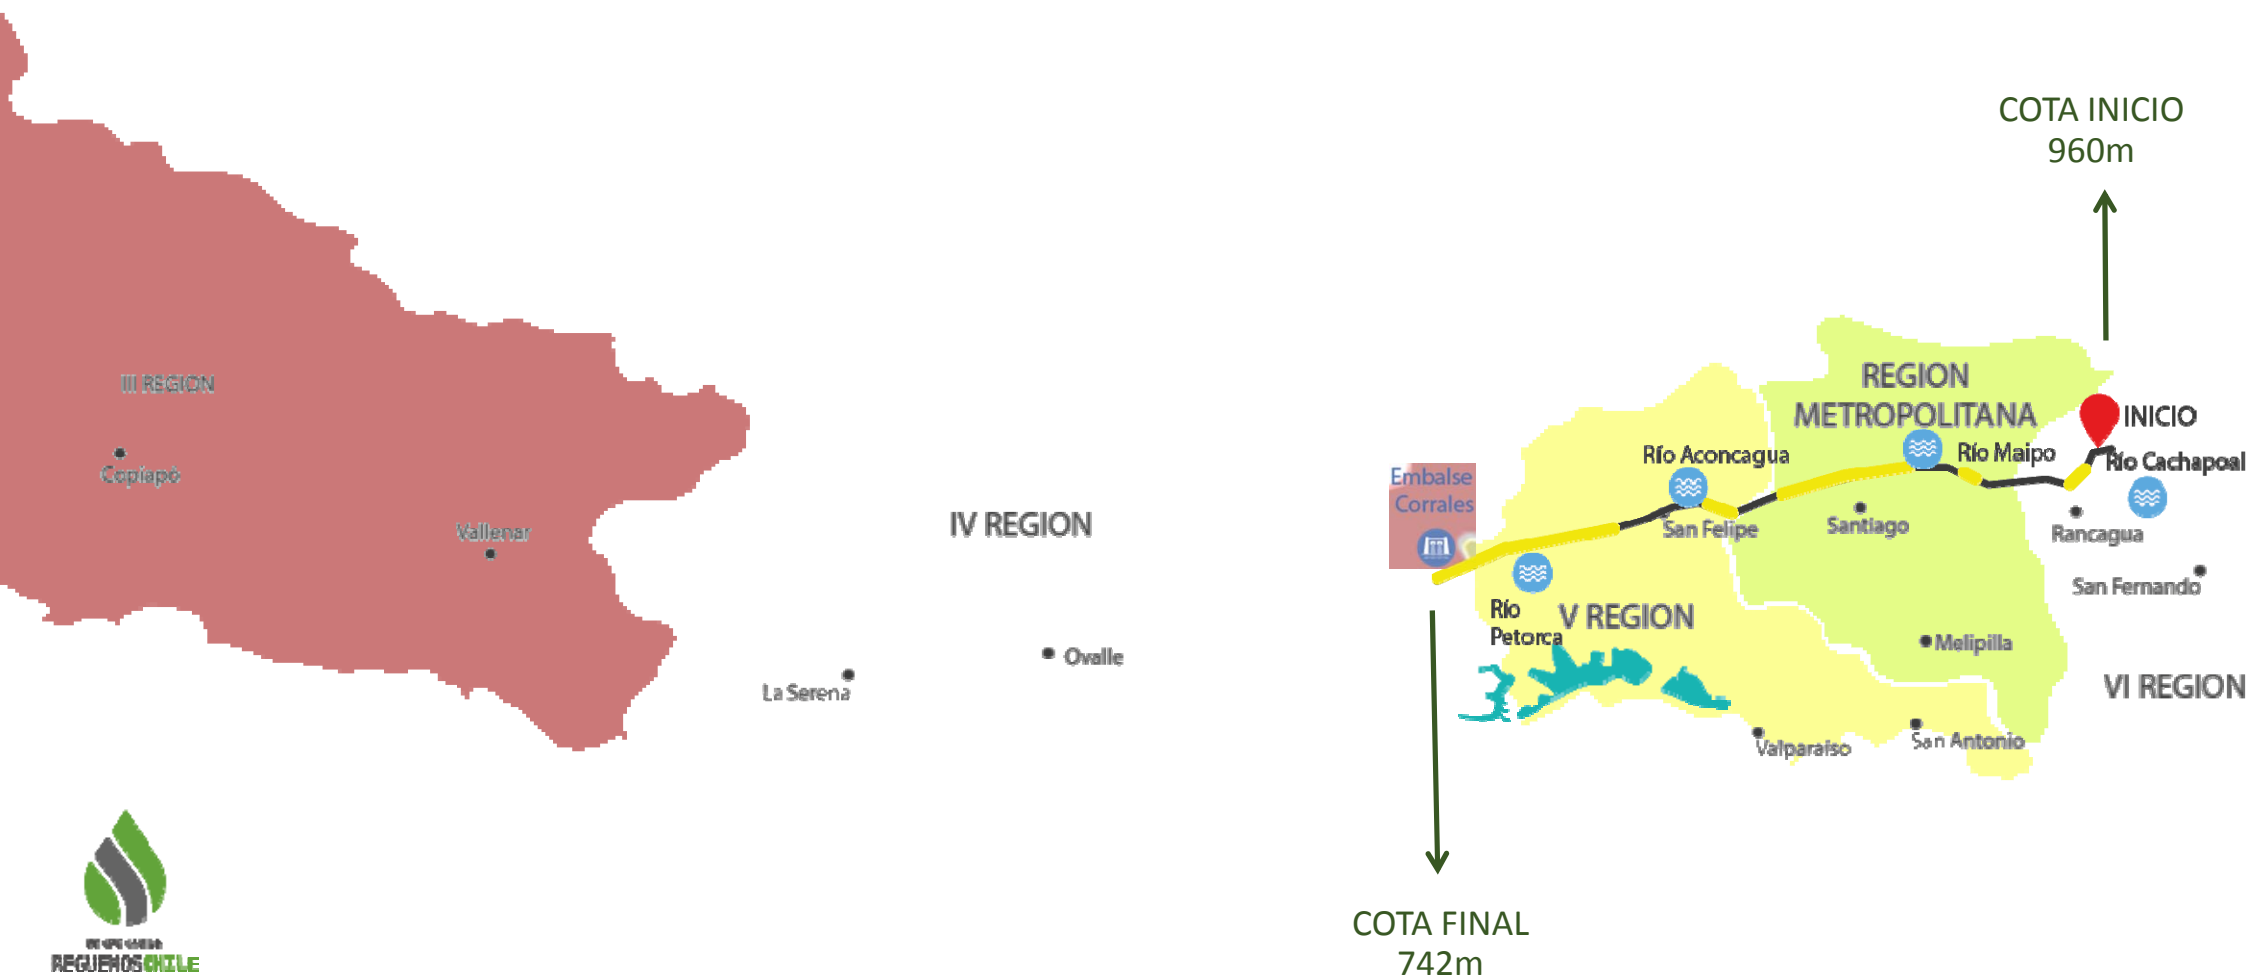 COTA INICIO
960m
REGION
METROPOLITANA
III REGION
INICIO
Río Aconcagua
Río Maipo
Río Cachapoal
Copiapó
Embalse
Corrales
IV REGION
Vallenar
San Felipe
Santiago
Rancagua
San Fernando
Río
Petorca
V REGION
Ovalle
Melipilla
La Serena
VI REGION
Valparaíso
San Antonio
COTA FINAL
742m
REGUEMOSCHILE